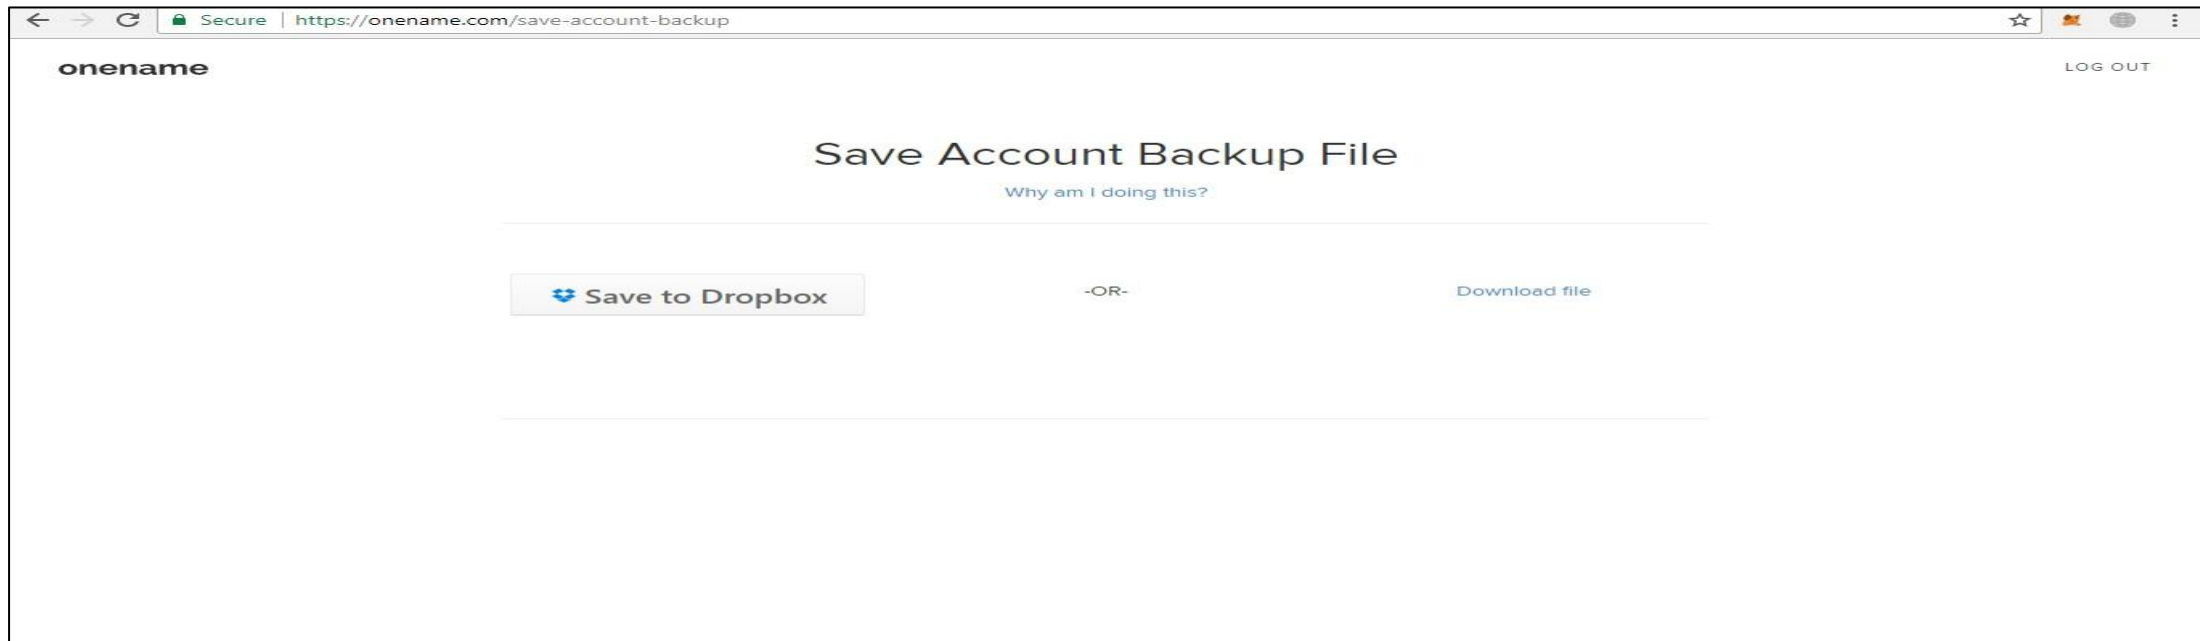 Secure | https://onename.com/save-account-backup
onename
LOG OUT
Save Account Backup File
Why am I doing this?
Save to Dropbox
-OR-
Download file